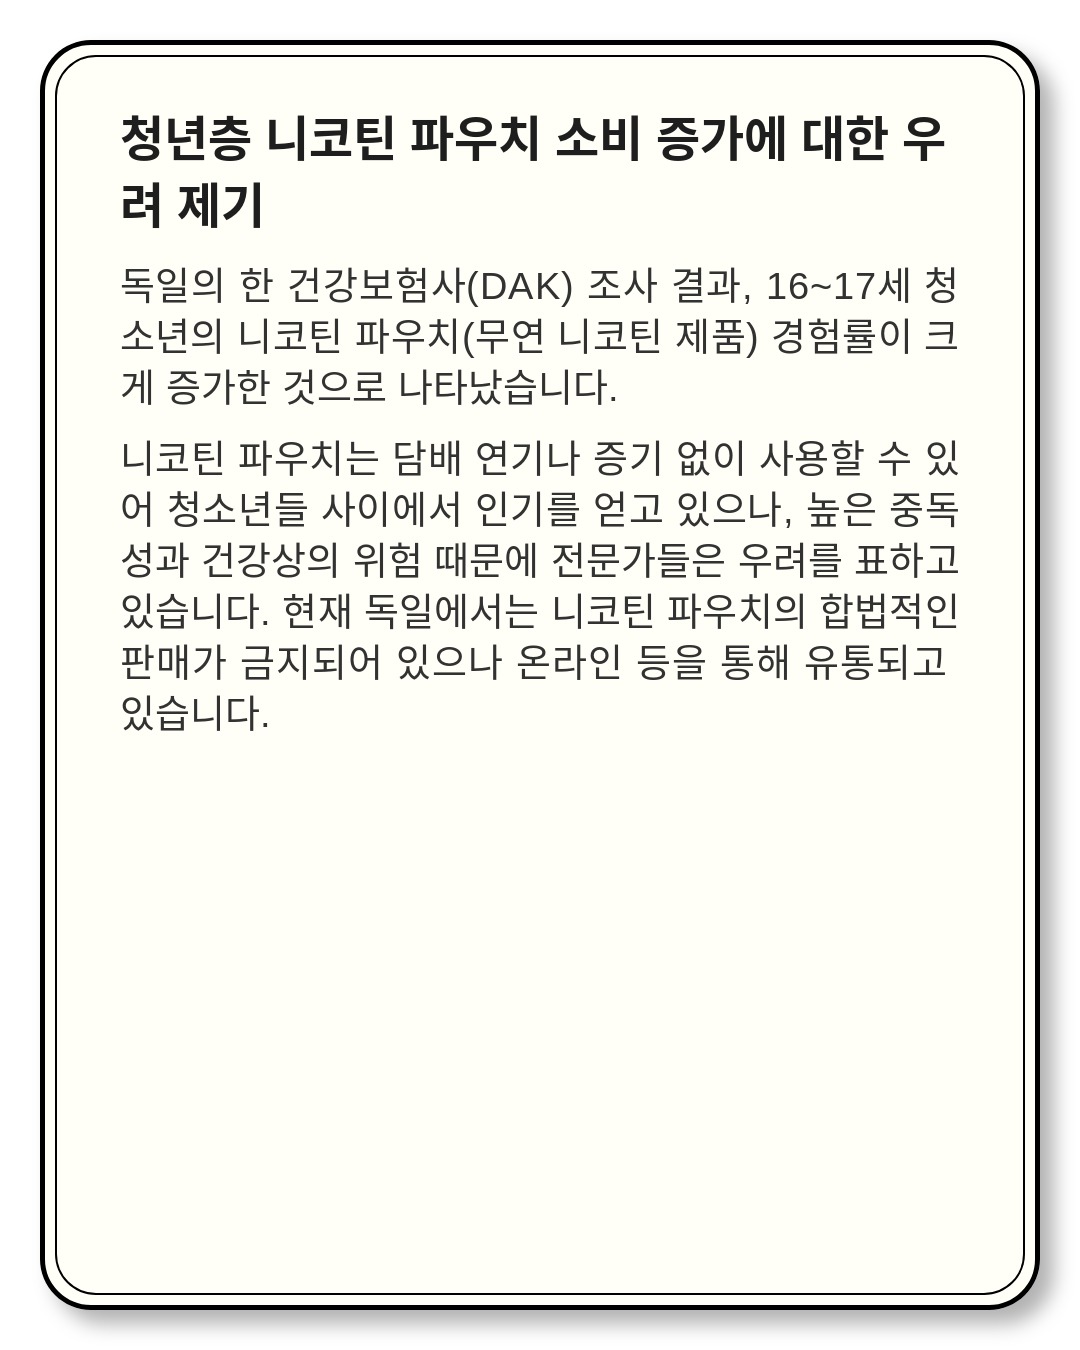 청년층 니코틴 파우치 소비 증가에 대한 우
려 제기
독일의 한 건강보험사(DAK) 조사 결과, 16~17세 청
소년의 니코틴 파우치(무연 니코틴 제품) 경험률이 크
게 증가한 것으로 나타났습니다.
니코틴 파우치는 담배 연기나 증기 없이 사용할 수 있
어 청소년들 사이에서 인기를 얻고 있으나, 높은 중독
성과 건강상의 위험 때문에 전문가들은 우려를 표하고
있습니다. 현재 독일에서는 니코틴 파우치의 합법적인
판매가 금지되어 있으나 온라인 등을 통해 유통되고
있습니다.